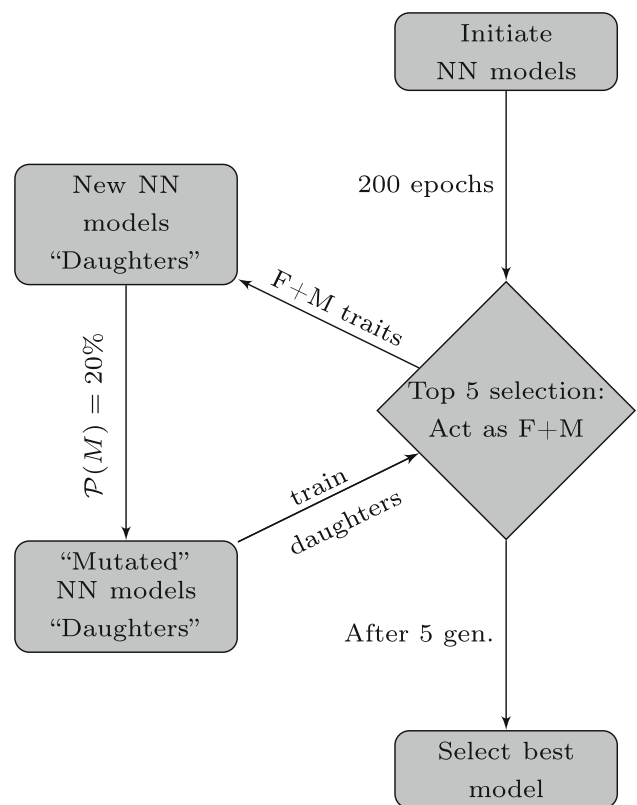 Initiate
NN models
200 epochs
New NN
models
“Daughters”
F+M traits
Top 5 selection:
Act as F+M
𝒫(M) = 20%
train
daughters
“Mutated”
NN models
“Daughters”
After 5 gen.
Select best
model